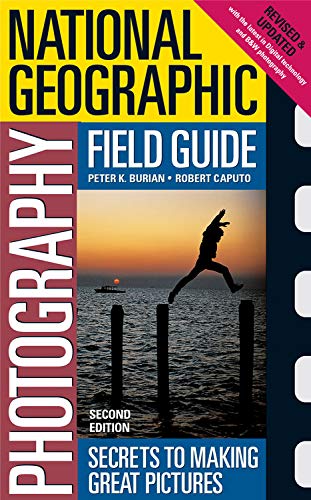 NATIONAL
GEOGRAPHIC
REVISED &
UPDATED
with the latest in Digital technology
and B&W photography
PHOTOGRAPHY
FIELD GUIDE
PETER K. BURIAN • ROBERT CAPUTO
SECOND
EDITION
SECRETS TO MAKING
GREAT PICTURES